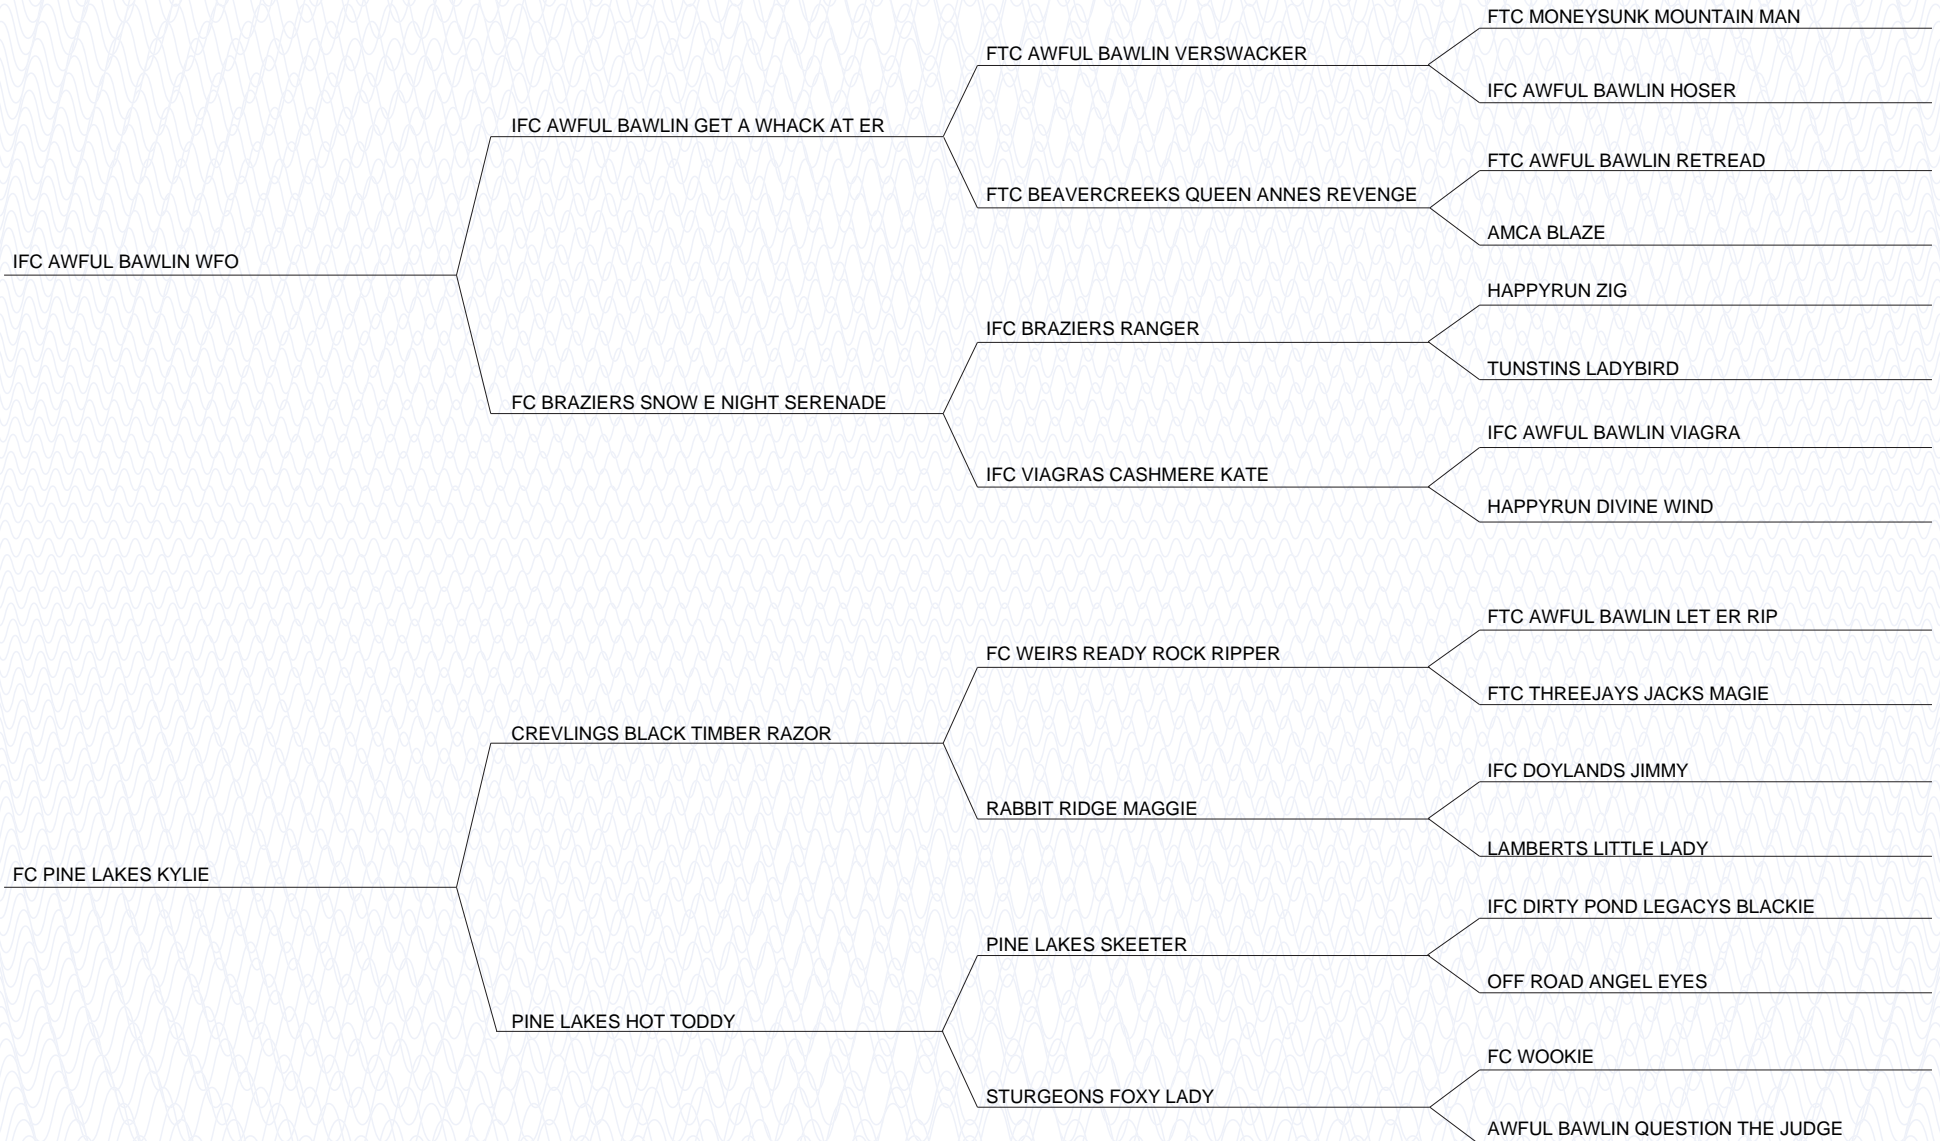 FTC MONEYSUNK MOUNTAIN MAN
FTC AWFUL BAWLIN VERSWACKER
IFC AWFUL BAWLIN HOSER
IFC AWFUL BAWLIN GET A WHACK AT ER
FTC AWFUL BAWLIN RETREAD
FTC BEAVERCREEKS QUEEN ANNES REVENGE
AMCA BLAZE
IFC AWFUL BAWLIN WFO
HAPPYRUN ZIG
IFC BRAZIERS RANGER
TUNSTINS LADYBIRD
FC BRAZIERS SNOW E NIGHT SERENADE
IFC AWFUL BAWLIN VIAGRA
IFC VIAGRAS CASHMERE KATE
HAPPYRUN DIVINE WIND
FTC AWFUL BAWLIN LET ER RIP
FC WEIRS READY ROCK RIPPER
FTC THREEJAYS JACKS MAGIE
CREVLINGS BLACK TIMBER RAZOR
IFC DOYLANDS JIMMY
RABBIT RIDGE MAGGIE
LAMBERTS LITTLE LADY
FC PINE LAKES KYLIE
IFC DIRTY POND LEGACYS BLACKIE
PINE LAKES SKEETER
OFF ROAD ANGEL EYES
PINE LAKES HOT TODDY
FC WOOKIE
STURGEONS FOXY LADY
AWFUL BAWLIN QUESTION THE JUDGE